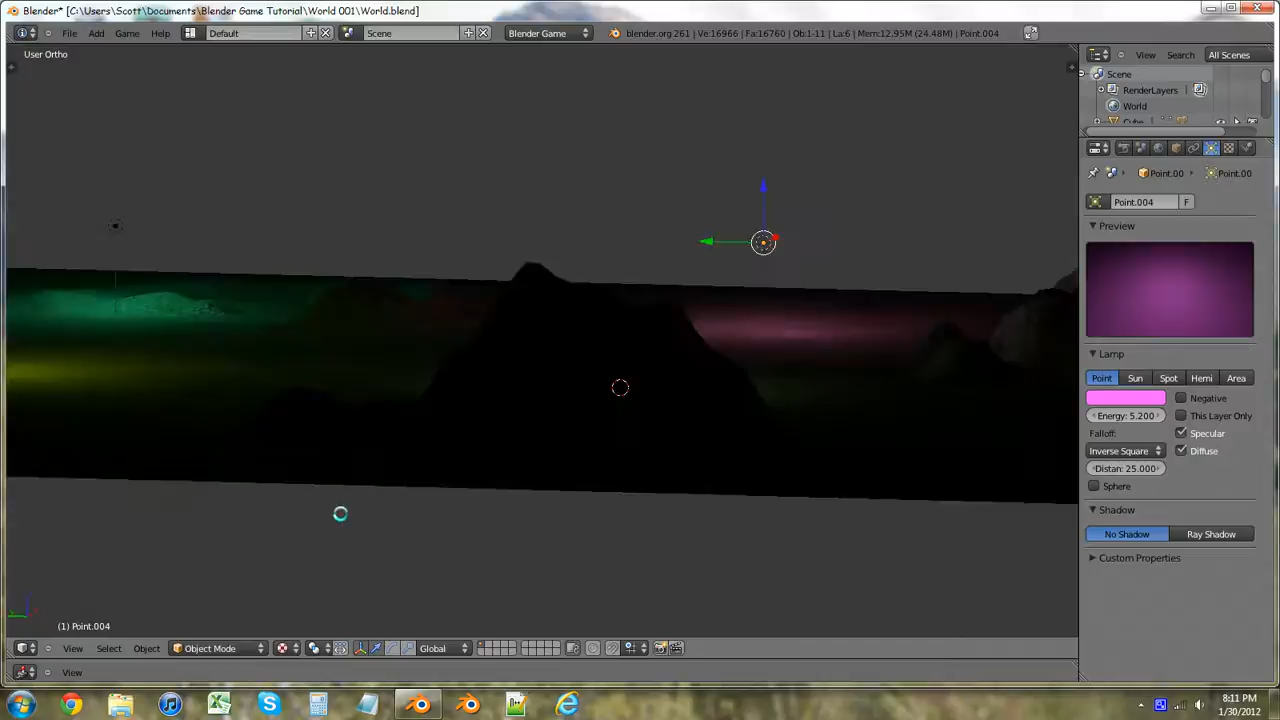 Blender* [C:\Users\Scott\Documents\Blender Game Tutorial\World 001\World.blend]
File Add Game Help Default Scene Blender Game blender.org 261 | Ve:16966 | Fa:16760 | Ob:1-11 | La:6 | Mem:12.95M (24.48M) | Point.004
User Ortho
View Search All Scenes
Scene
RenderLayers
World
Cube
Point.00 Point.00
Point.004 F
Preview
Lamp
Point Sun Spot Hemi Area
Negative
Energy: 5.200 This Layer Only
Falloff: Specular
Inverse Square Diffuse
Distan: 25.000
Sphere
Shadow
No Shadow Ray Shadow
Custom Properties
(1) Point.004
View Select Object Object Mode Global
View
8:11 PM
1/30/2012